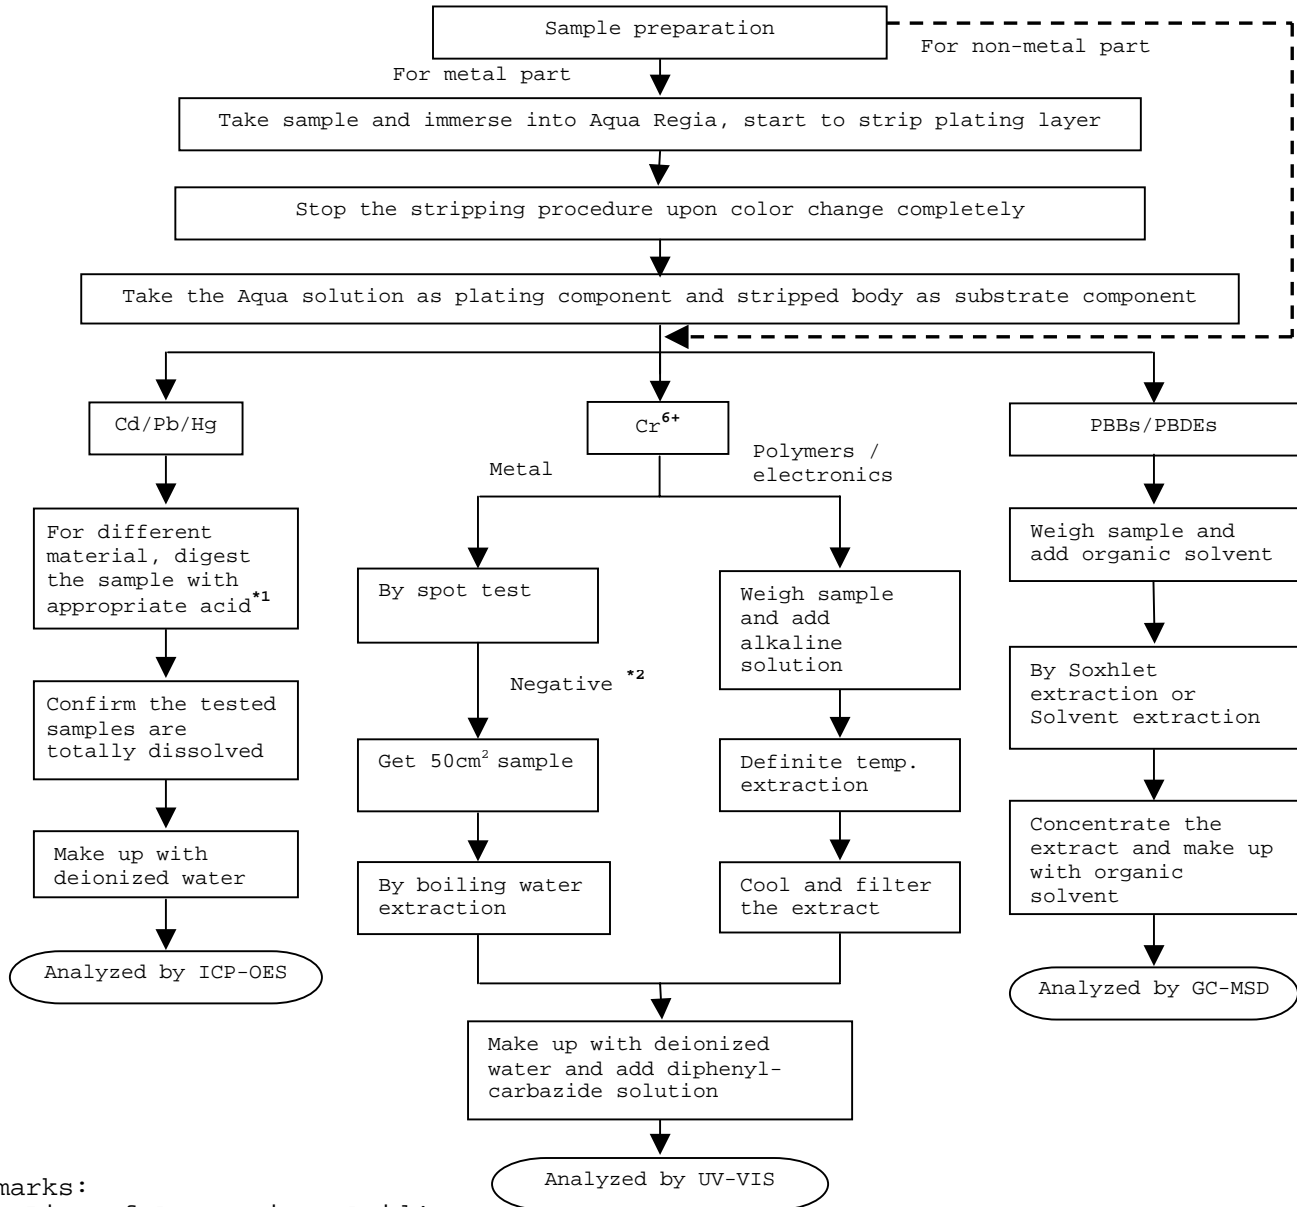 Sample preparation
For non-metal part
For metal part
Take sample and immerse into Aqua Regia, start to strip plating layer
Stop the stripping procedure upon color change completely
Take the Aqua solution as plating component and stripped body as substrate component
Cd/Pb/Hg
For different
material, digest
the sample with
appropriate acid*1
Confirm the tested
samples are
totally dissolved
Make up with
deionized water
Analyzed by ICP-OES
Cr6+
Metal
By spot test
Negative *2
Get 50cm2 sample
By boiling water
extraction
Polymers /
electronics
Weigh sample
and add
alkaline
solution
Definite temp.
extraction
Cool and filter
the extract
Make up with deionized
water and add diphenyl-
carbazide solution
Analyzed by UV-VIS
PBBs/PBDEs
Weigh sample and
add organic solvent
By Soxhlet
extraction or
Solvent extraction
Concentrate the
extract and make up
with organic
solvent
Analyzed by GC-MSD
marks: